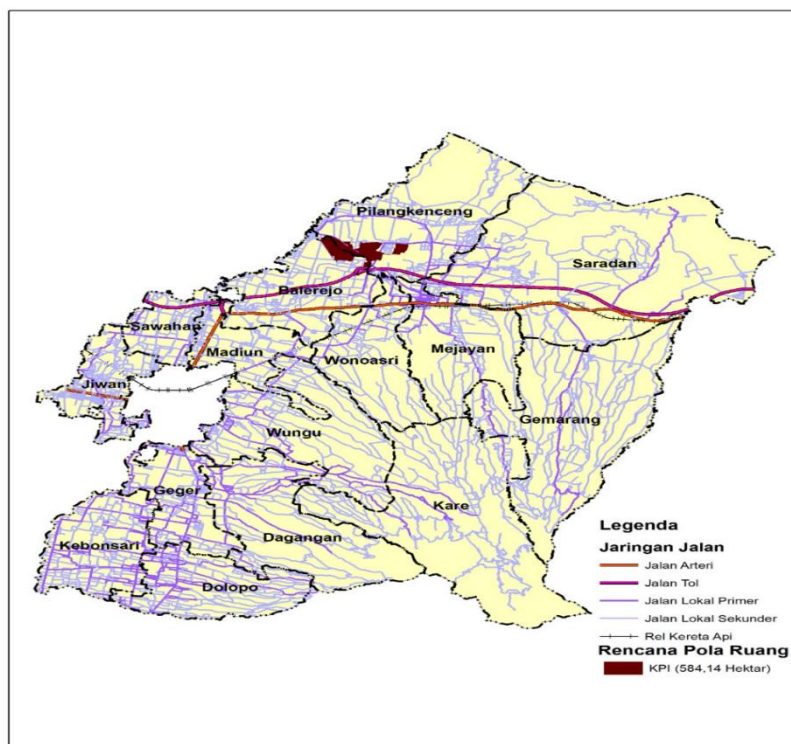 Pilangkenceng
Saradan
Balerejo
Sawahan
Madiun
Wonoasri
Mejayan
Jiwan
Gemarang
Wungu
Geger
Kare
Kebonsari
Dagangan
Dolopo
Legenda
Jaringan Jalan
Jalan Arteri
Jalan Tol
Jalan Lokal Primer
Jalan Lokal Sekunder
Rel Kereta Api
Rencana Pola Ruang
KPI (584,14 Hektar)